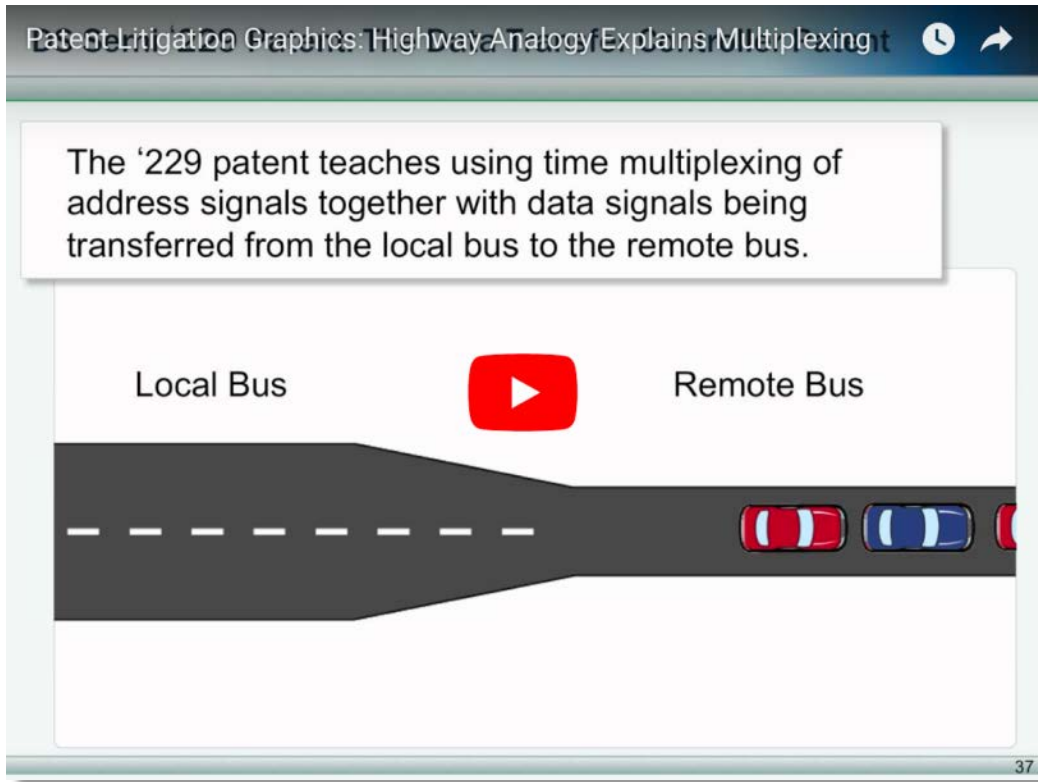 Patent Litigation Graphics: Highway Analogy Explains Multiplexing
The ‘229 patent teaches using time multiplexing of
address signals together with data signals being
transferred from the local bus to the remote bus.
Local Bus
Remote Bus
37